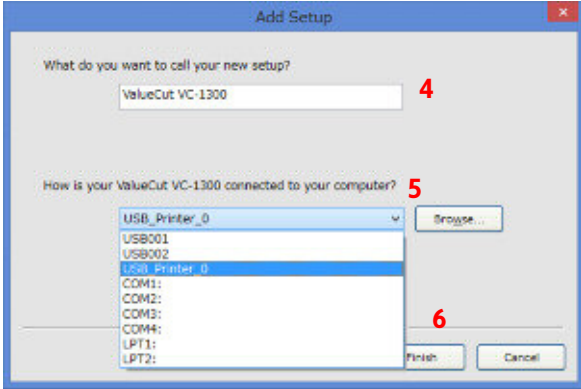 Add Setup
What do you want to call your new setup?
ValueCut VC-1300
4
How is your ValueCut VC-1300 connected to your computer?
5
USB_Printer_0
Browse...
USB001
USB002
USB_Printer_0
COM1:
COM2:
COM3:
COM4:
LPT1:
LPT2:
6
Finish
Cancel